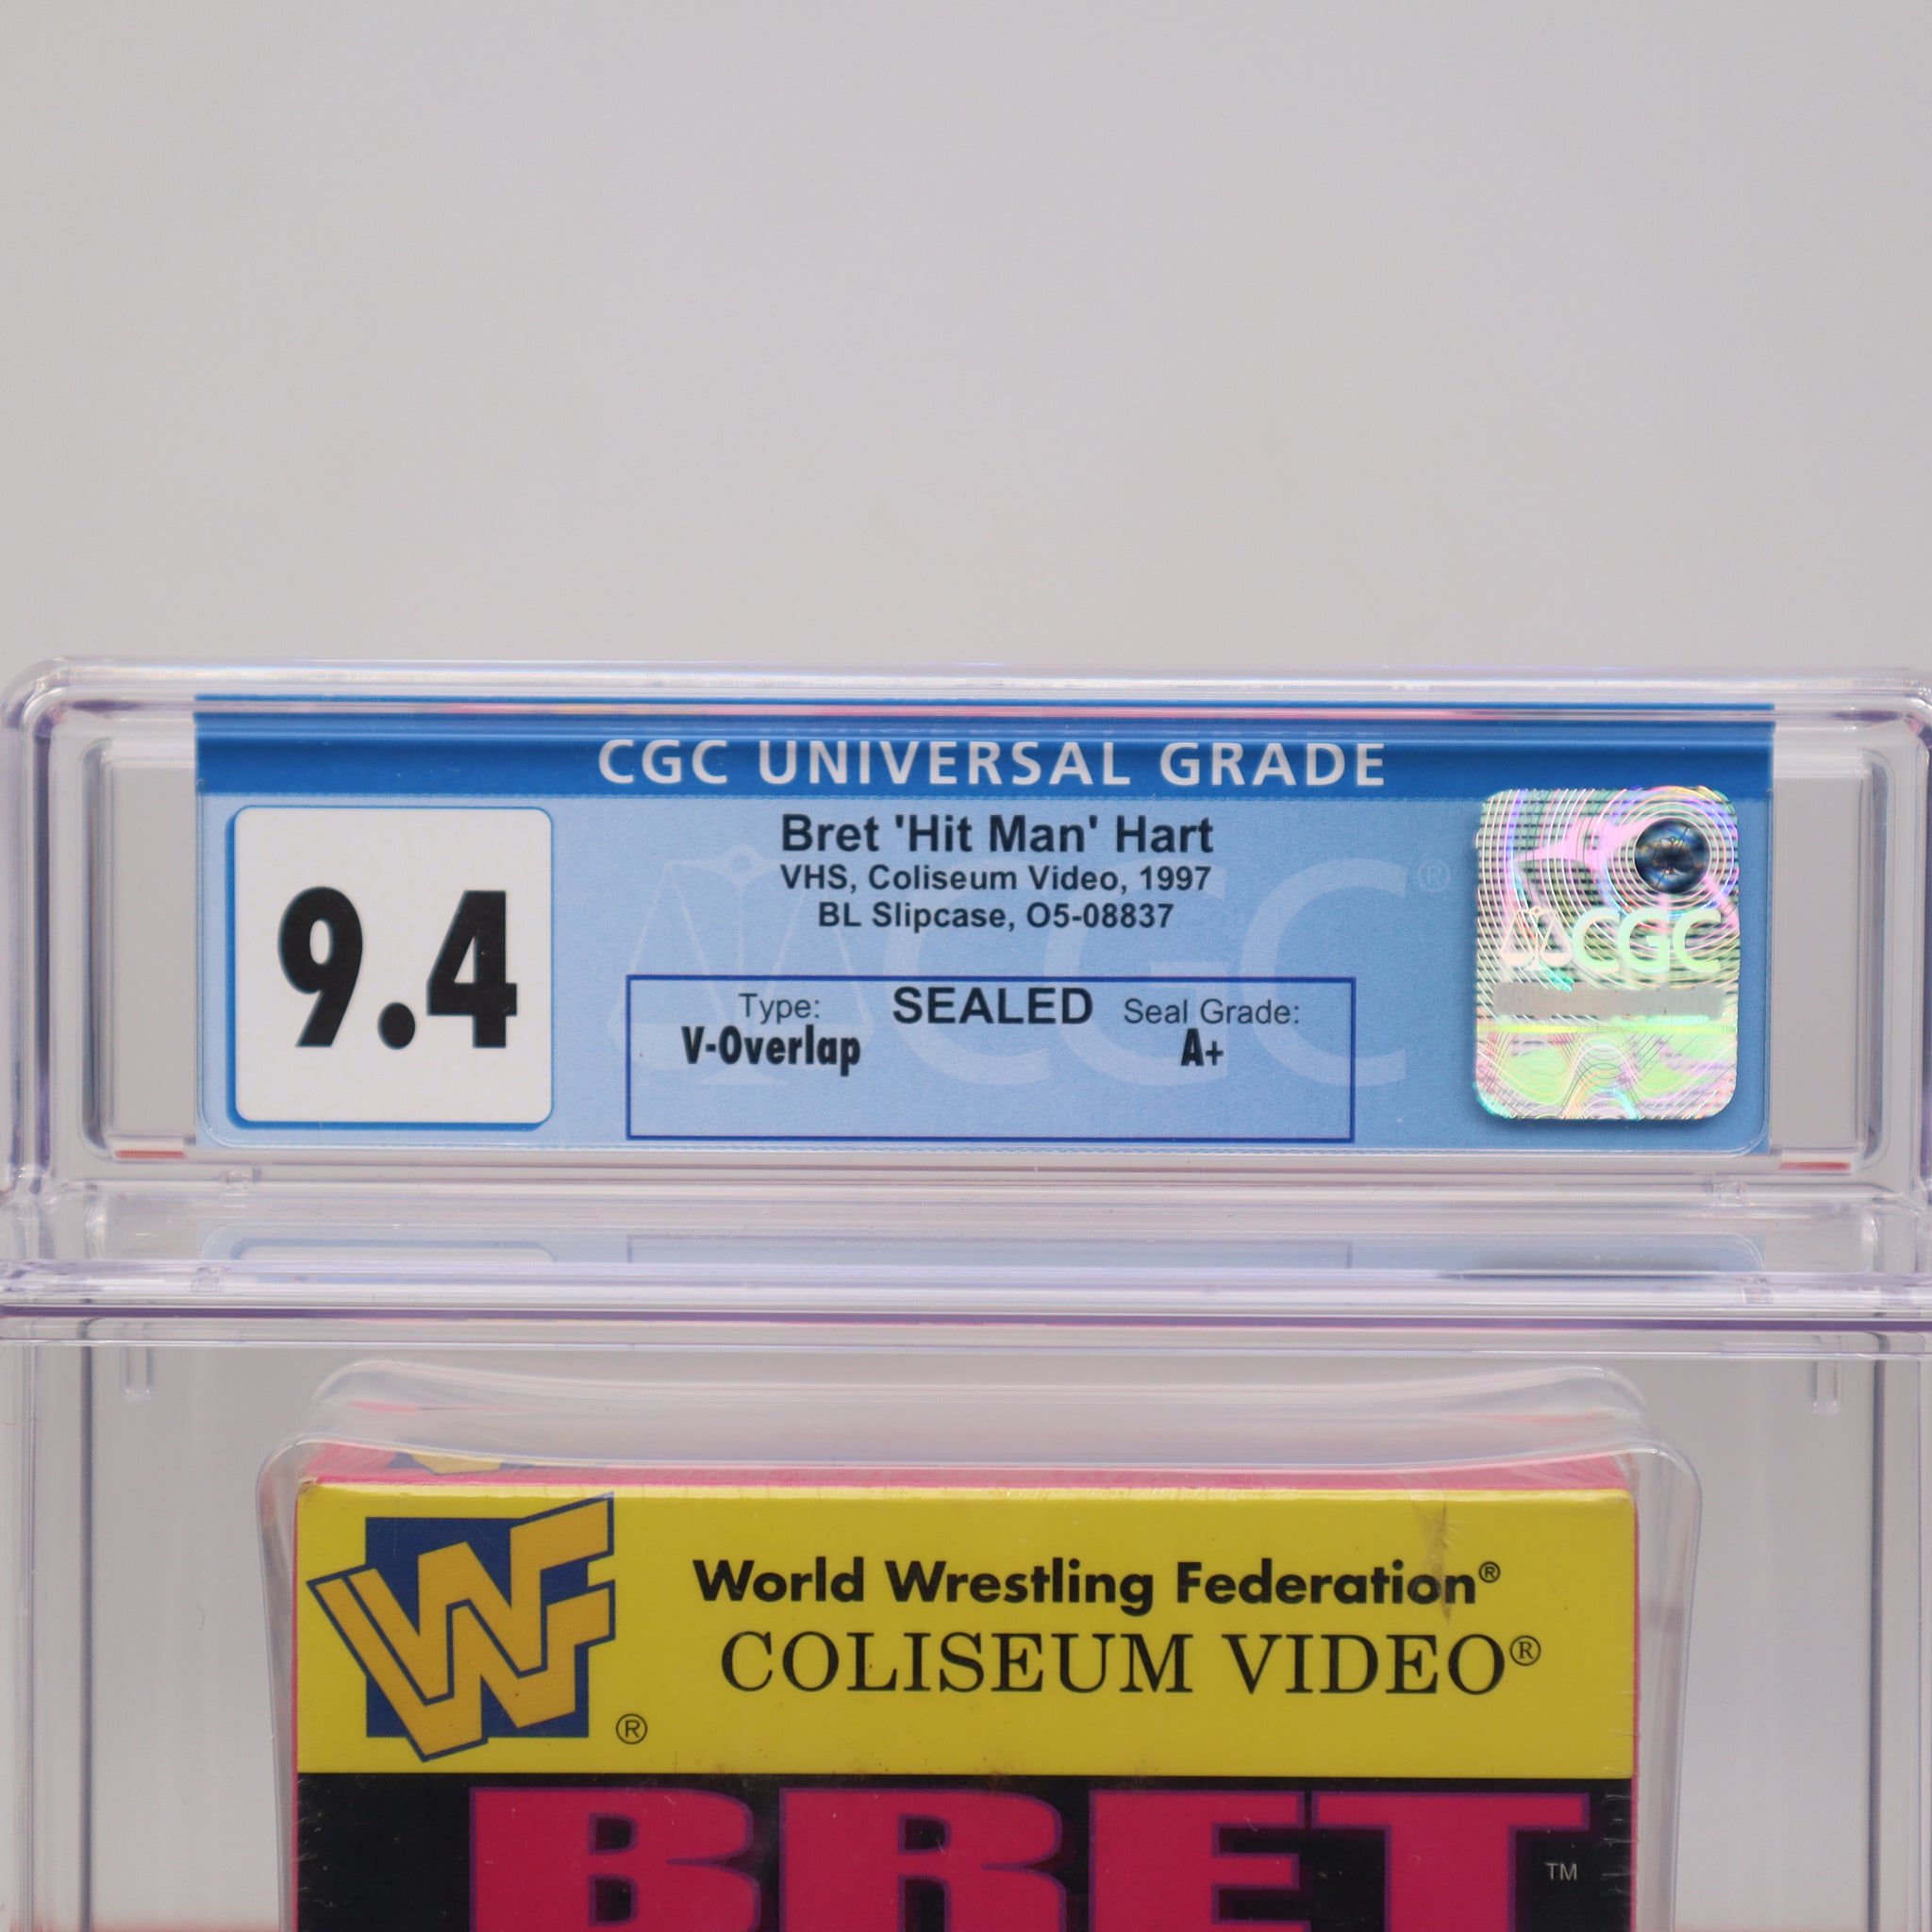 CGC UNIVERSAL GRADE
9.4
Bret 'Hit Man' Hart
VHS, Coliseum Video, 1997
BL Slipcase, O5-08837
SEALED
Type:
V-Overlap
Seal Grade:
A+
CGC®
CGC
WF
®
World Wrestling Federation®
COLISEUM VIDEO®
BRET
TM